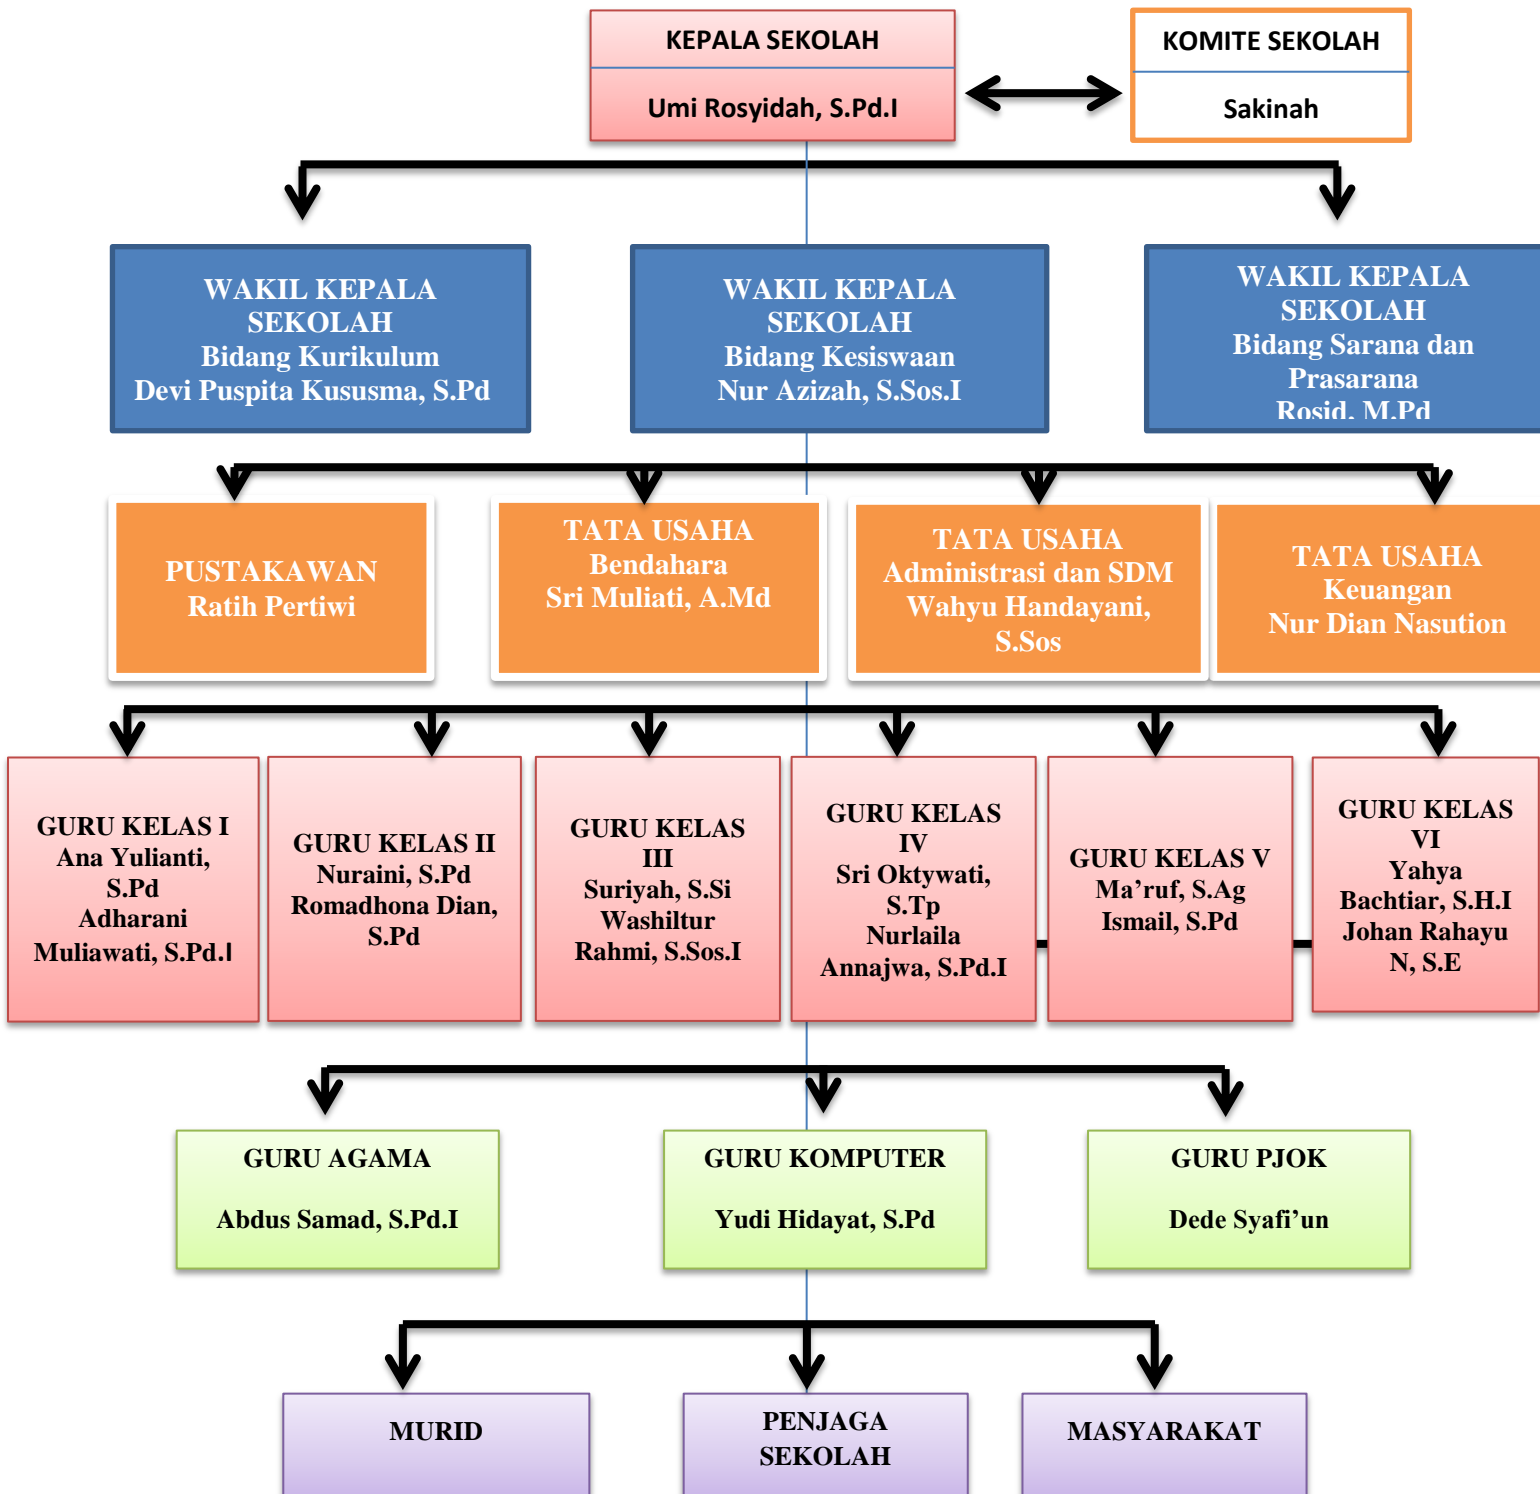 KEPALA SEKOLAH
Umi Rosyidah, S.Pd.I
KOMITE SEKOLAH
Sakinah
WAKIL KEPALA
SEKOLAH
Bidang Kurikulum
Devi Puspita Kususma, S.Pd
WAKIL KEPALA
SEKOLAH
Bidang Kesiswaan
Nur Azizah, S.Sos.I
WAKIL KEPALA
SEKOLAH
Bidang Sarana dan
Prasarana
Rosid, M.Pd
PUSTAKAWAN
Ratih Pertiwi
TATA USAHA
Bendahara
Sri Muliati, A.Md
TATA USAHA
Administrasi dan SDM
Wahyu Handayani,
S.Sos
TATA USAHA
Keuangan
Nur Dian Nasution
GURU KELAS I
Ana Yulianti,
S.Pd
Adharani
Muliawati, S.Pd.I
GURU KELAS II
Nuraini, S.Pd
Romadhona Dian,
S.Pd
GURU KELAS
III
Suriyah, S.Si
Washiltur
Rahmi, S.Sos.I
GURU KELAS
IV
Sri Oktywati,
S.Tp
Nurlaila
Annajwa, S.Pd.I
GURU KELAS V
Ma’ruf, S.Ag
Ismail, S.Pd
GURU KELAS
VI
Yahya
Bachtiar, S.H.I
Johan Rahayu
N, S.E
GURU AGAMA
Abdus Samad, S.Pd.I
GURU KOMPUTER
Yudi Hidayat, S.Pd
GURU PJOK
Dede Syafi’un
MURID
PENJAGA
SEKOLAH
MASYARAKAT